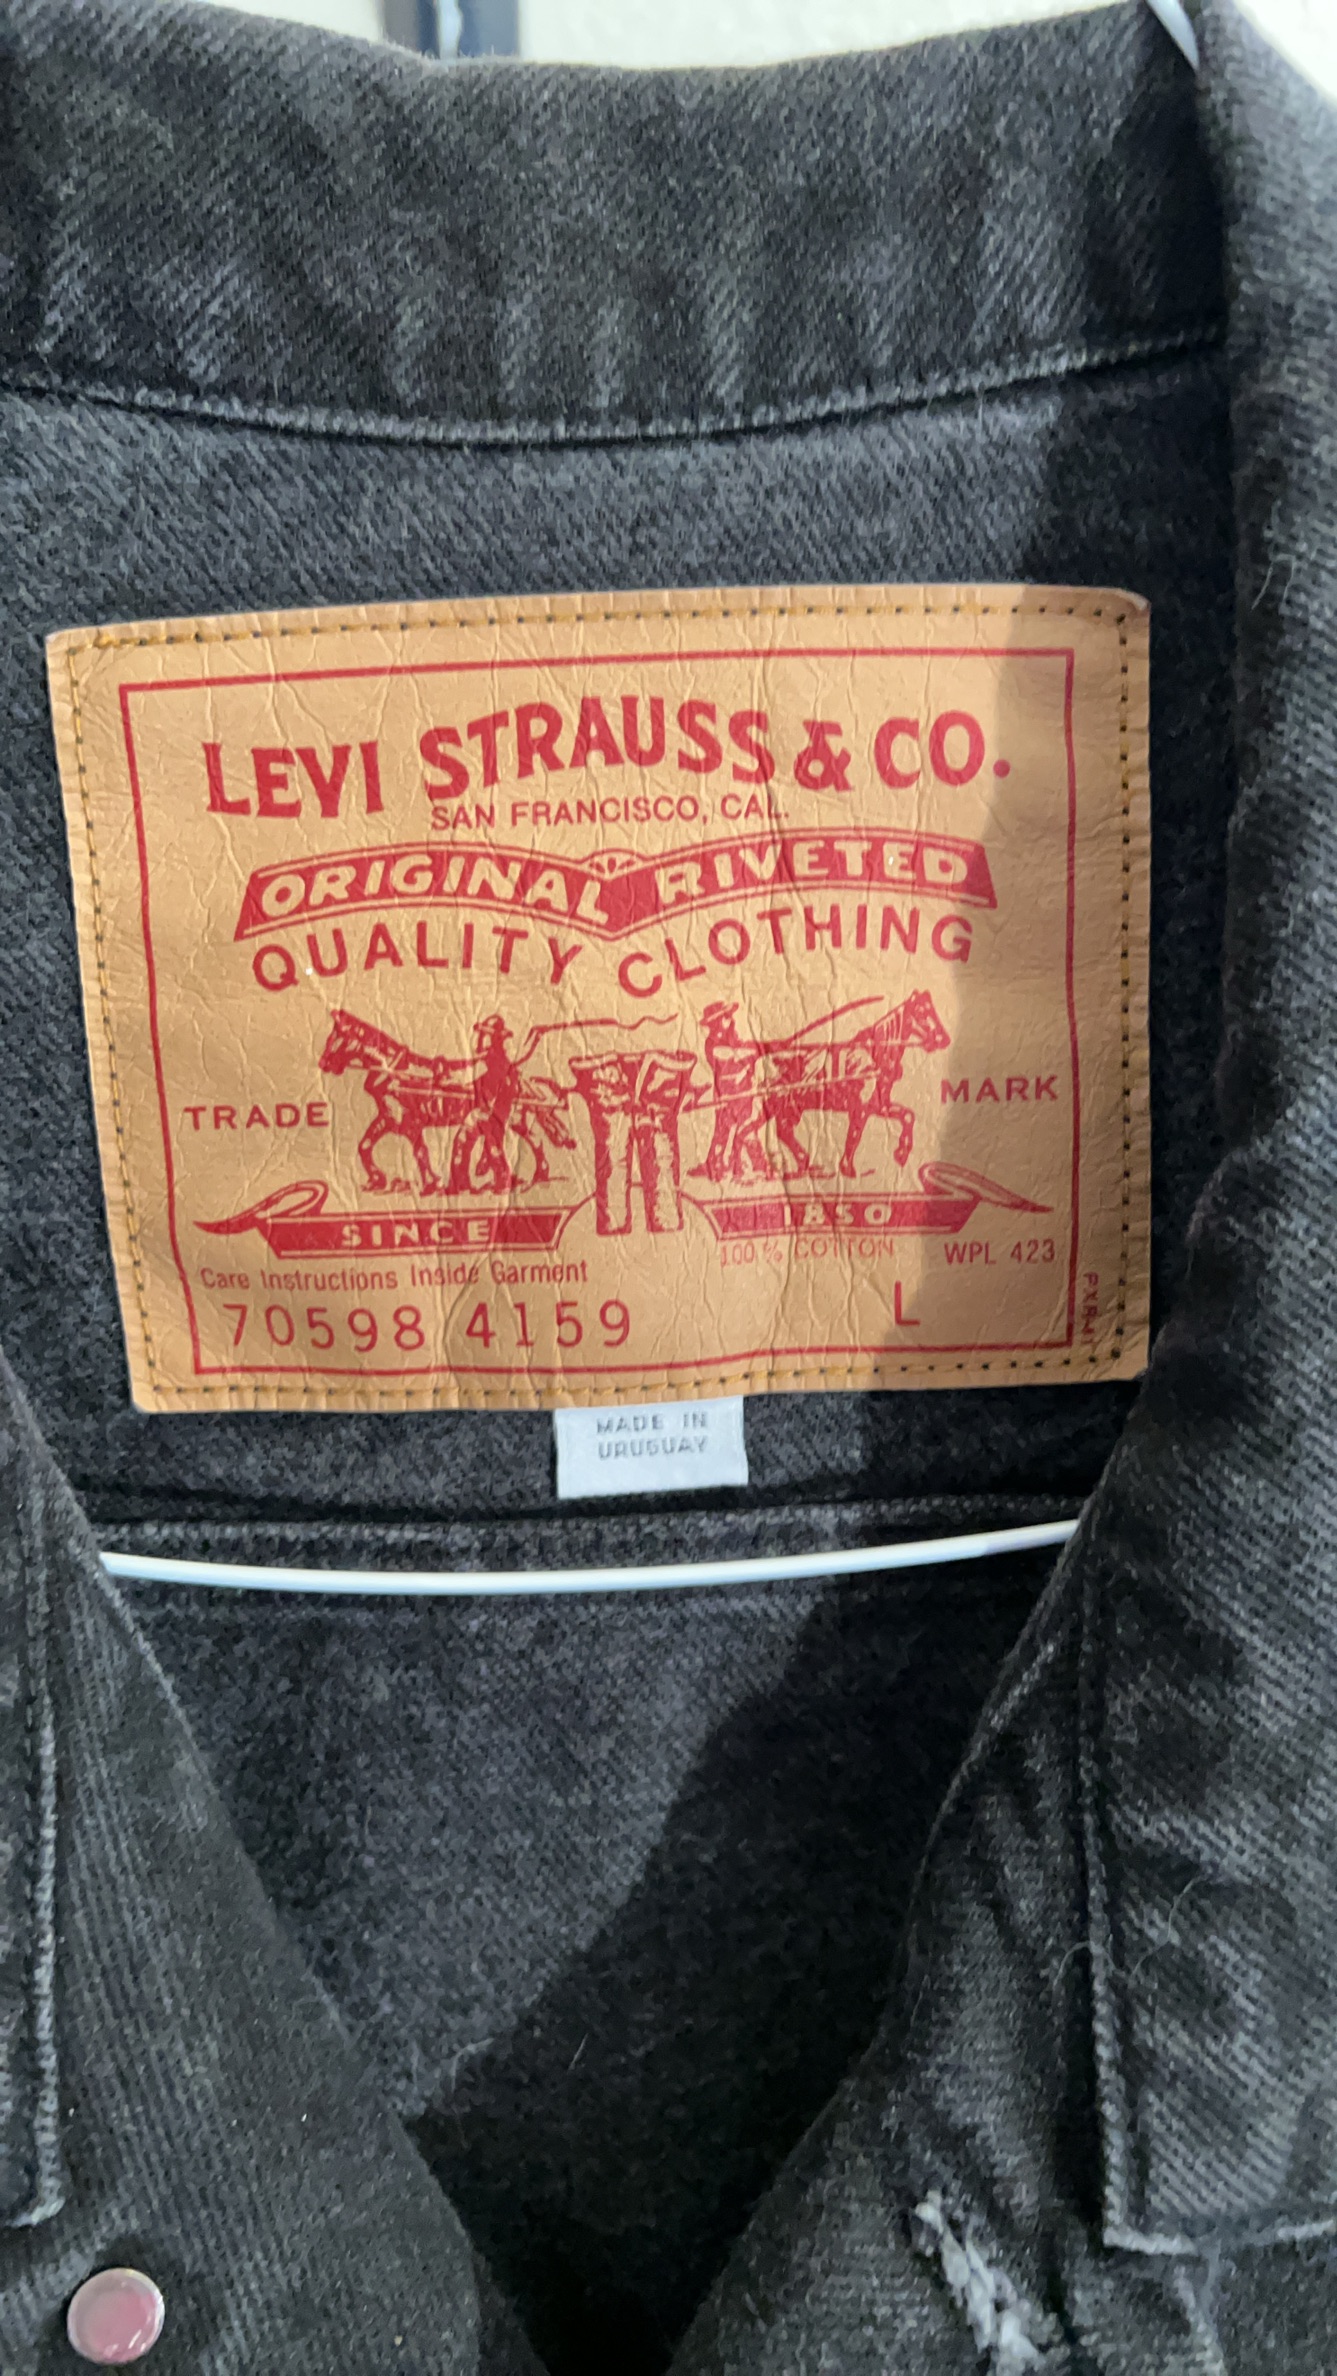 LEVI STRAUSS & CO.
SAN FRANCISCO, CAL.
ORIGINAL RIVETED
QUALITY CLOTHING
TRADE MARK
SINCE 1850
100% COTTON WPL 423
Care Instructions Inside Garment
70598 4159 L
MADE IN
URUGUAY